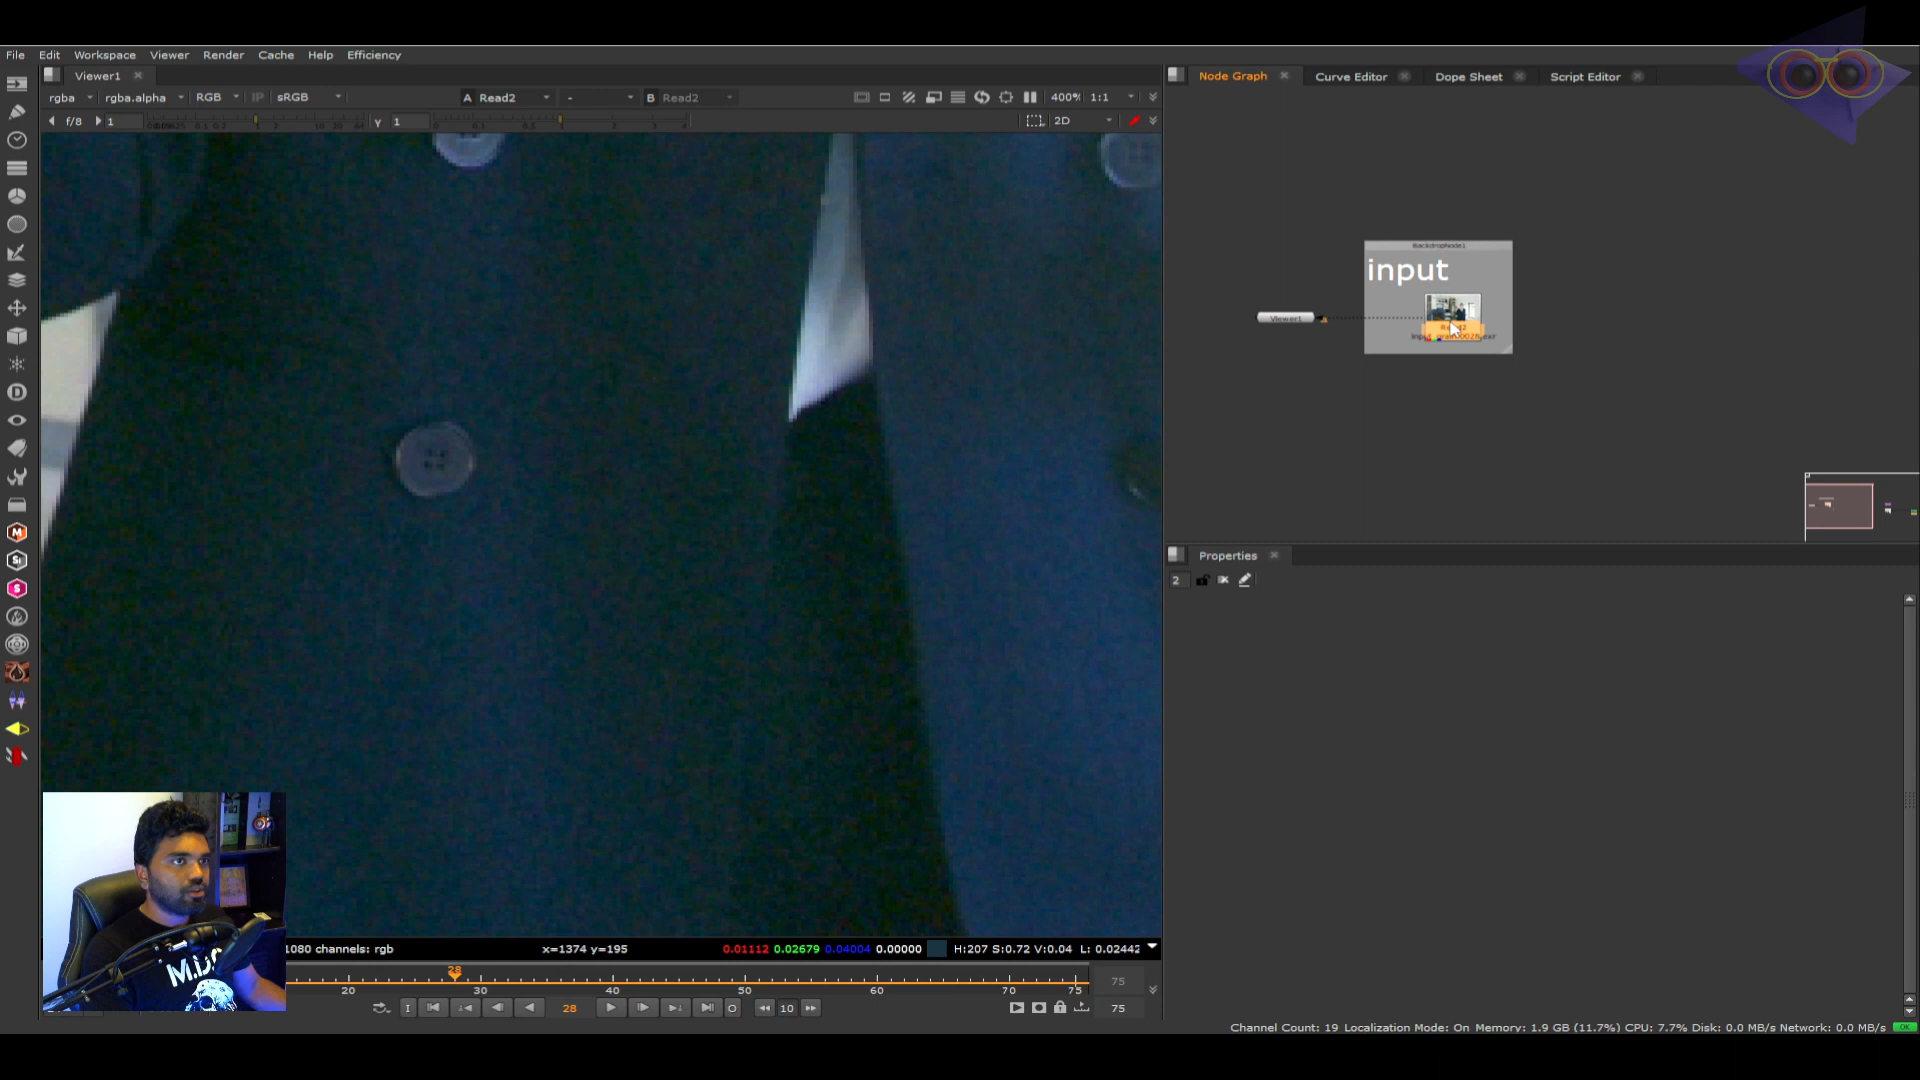 File Edit Workspace Viewer Render Cache Help Efficiency
Viewer1
Node Graph Curve Editor Dope Sheet Script Editor
rgba rgba.alpha RGB IP sRGB A Read2 - B Read2 400% 1:1
f/8 1 Y 1 2D
BackdropNode1
input
Viewer1
Properties
2
1080 channels: rgb x=1374 y=195 0.01112 0.02679 0.04004 0.00000 H:207 S:0.72 V:0.04 L: 0.02442
28
20 30 40 50 60 70 75 75
28 10 75
Channel Count: 19 Localization Mode: On Memory: 1.9 GB (11.7%) CPU: 7.7% Disk: 0.0 MB/s Network: 0.0 MB/s